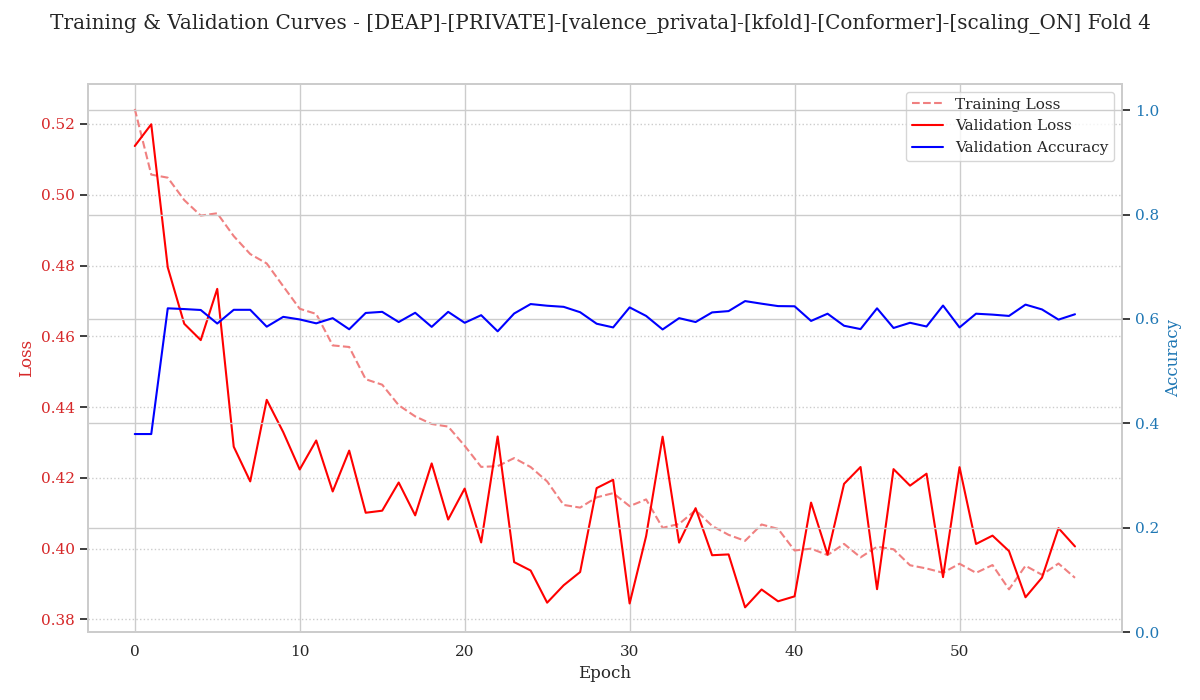 Training & Validation Curves - [DEAP]-[PRIVATE]-[valence_privata]-[kfold]-[Conformer]-[scaling_ON] Fold 4
Training Loss
Validation Loss
Validation Accuracy
0.52
0.50
0.48
0.46
0.44
0.42
0.40
0.38
Loss
1.0
0.8
0.6
0.4
0.2
0.0
Accuracy
0 10 20 30 40 50
Epoch